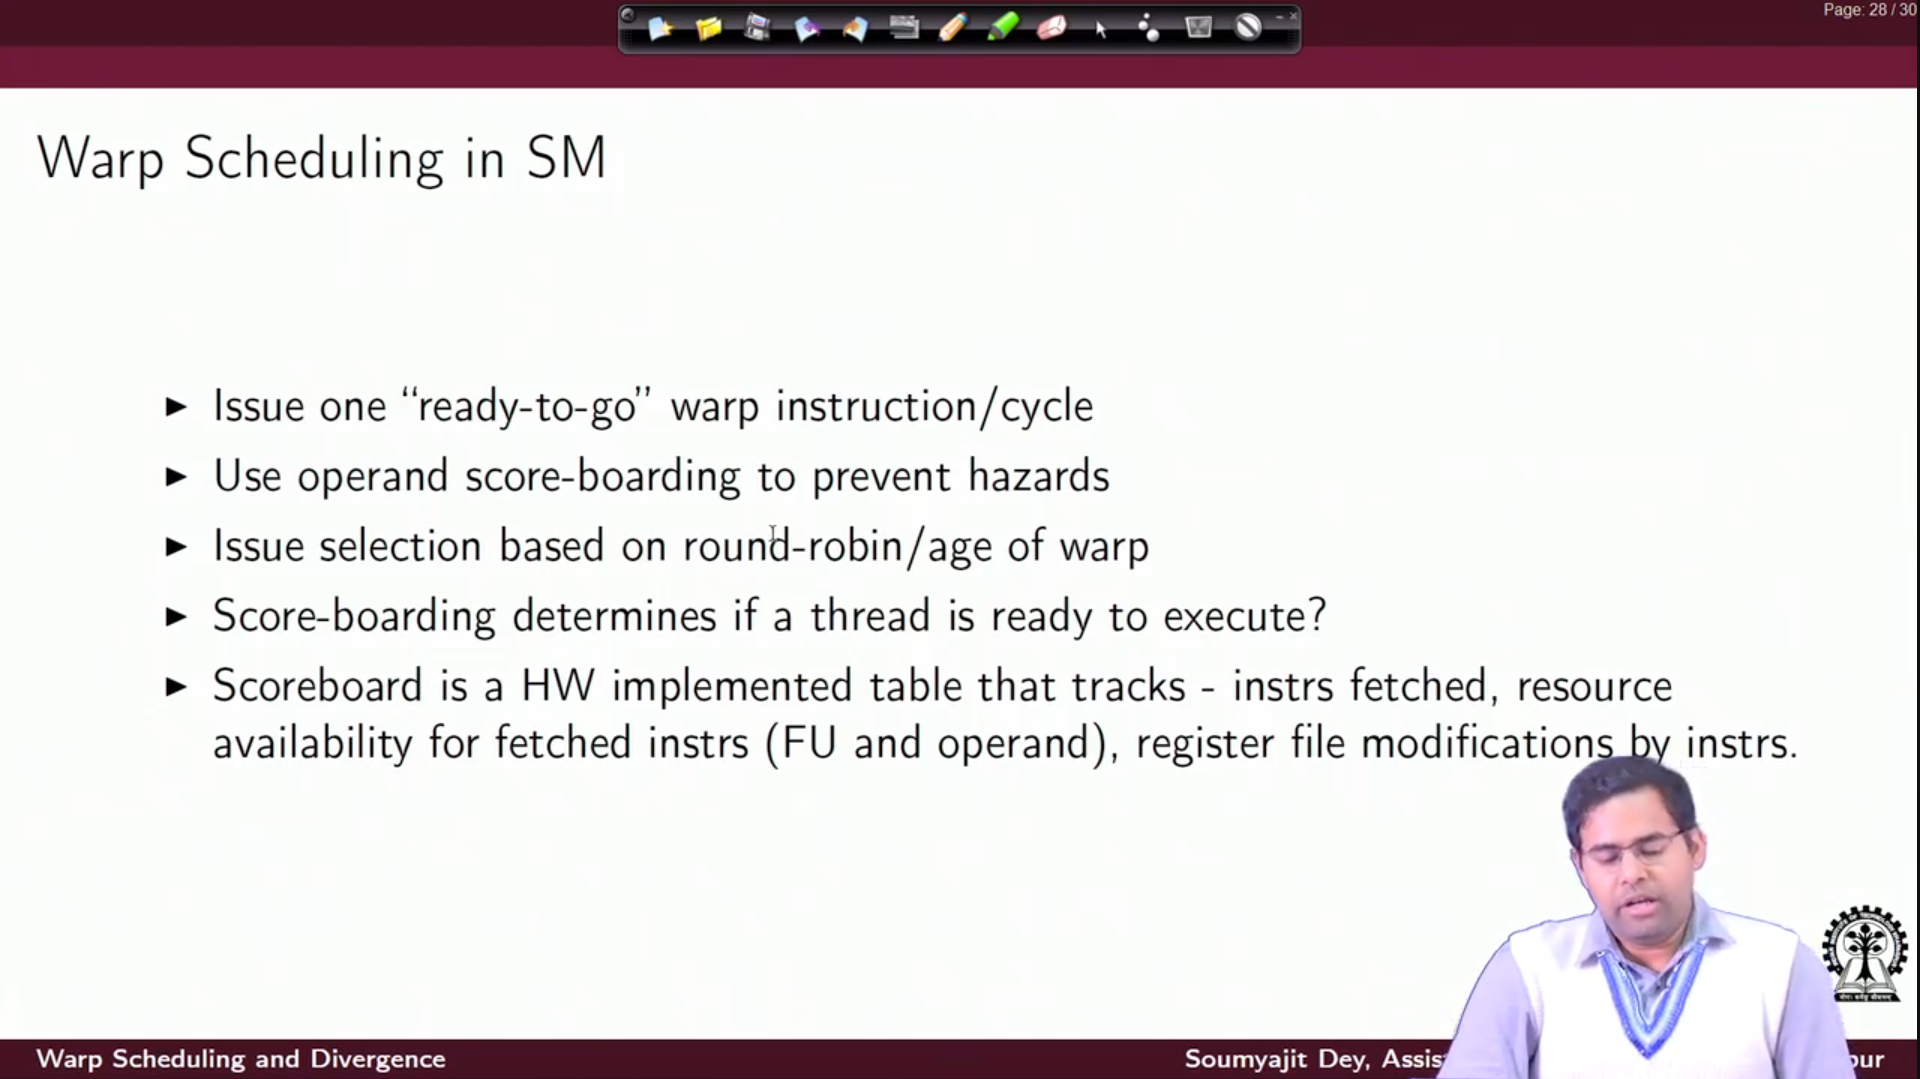 Page: 28 / 30
Warp Scheduling in SM
► Issue one “ready-to-go” warp instruction/cycle
► Use operand score-boarding to prevent hazards
► Issue selection based on round-robin/age of warp
► Score-boarding determines if a thread is ready to execute?
► Scoreboard is a HW implemented table that tracks - instrs fetched, resource
availability for fetched instrs (FU and operand), register file modifications by instrs.
Warp Scheduling and Divergence
Soumyajit Dey,